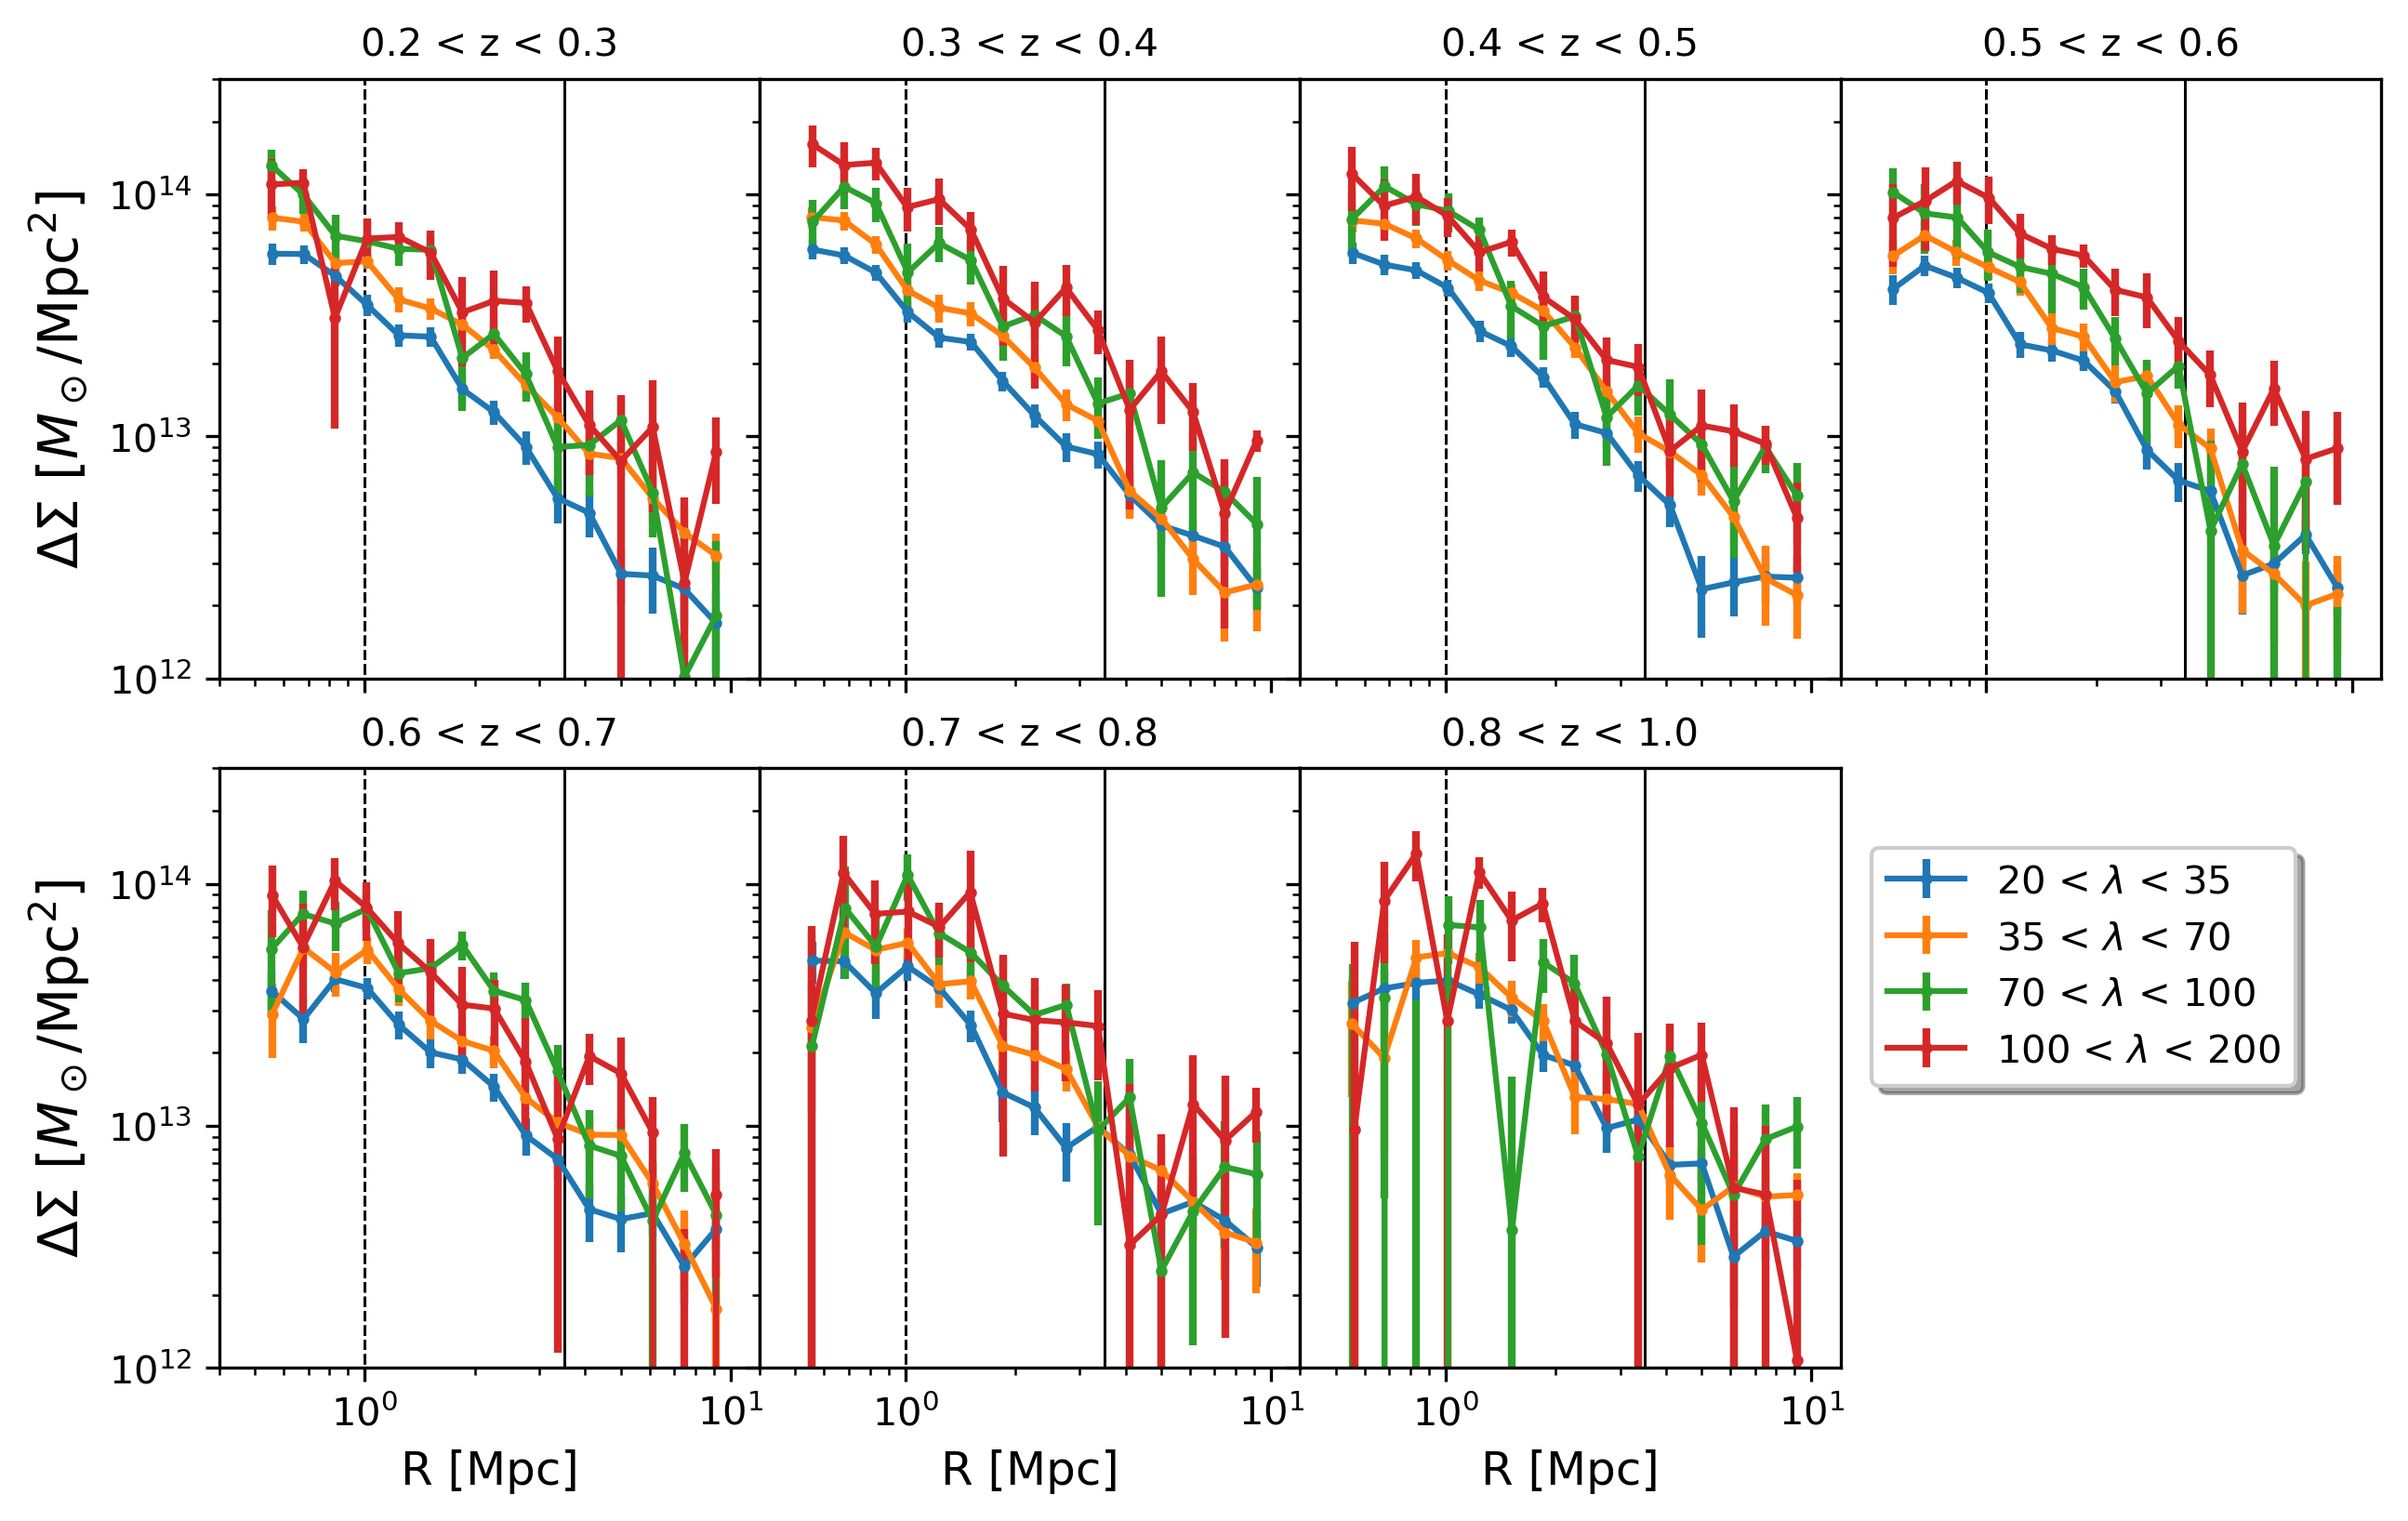 0.2 < z < 0.3
0.3 < z < 0.4
0.4 < z < 0.5
0.5 < z < 0.6
ΔΣ [M⊙/Mpc²]
10¹⁴
10¹³
10¹²
0.6 < z < 0.7
0.7 < z < 0.8
0.8 < z < 1.0
ΔΣ [M⊙/Mpc²]
10¹⁴
10¹³
10¹²
20 < λ < 35
35 < λ < 70
70 < λ < 100
100 < λ < 200
10⁰ 10¹
10⁰ 10¹
10⁰ 10¹
R [Mpc]
R [Mpc]
R [Mpc]